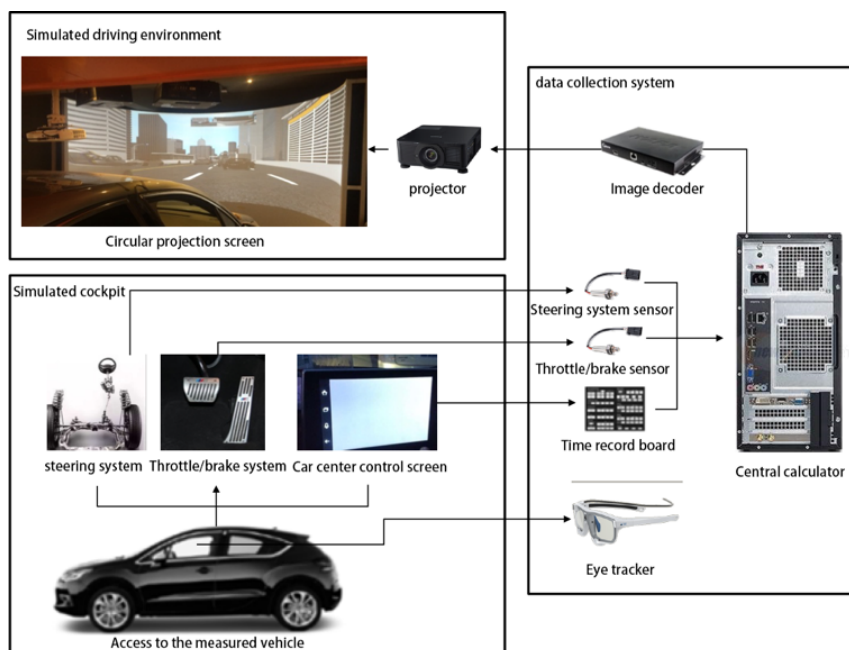 Simulated driving environment
Circular projection screen
projector
data collection system
Image decoder
Steering system sensor
Throttle/brake sensor
Time record board
Central calculator
Eye tracker
Simulated cockpit
steering system
Throttle/brake system
Car center control screen
Access to the measured vehicle